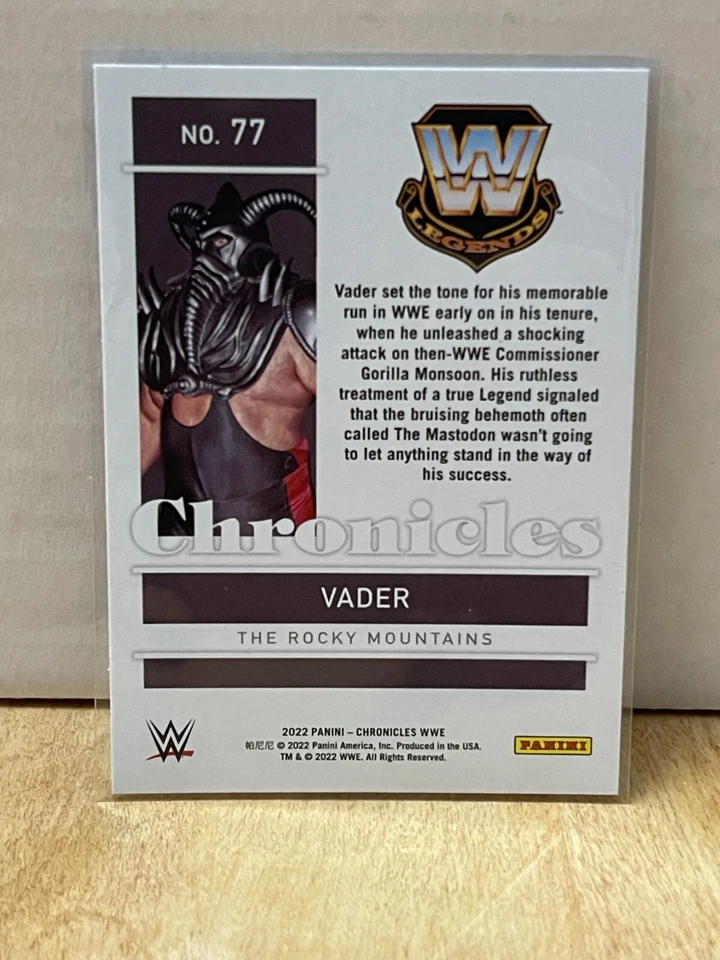 NO. 77
W
LEGENDS
TM
Vader set the tone for his memorable
run in WWE early on in his tenure,
when he unleashed a shocking
attack on then-WWE Commissioner
Gorilla Monsoon. His ruthless
treatment of a true Legend signaled
that the bruising behemoth often
called The Mastodon wasn't going
to let anything stand in the way of
his success.
Chronicles
VADER
THE ROCKY MOUNTAINS
W
2022 PANINI – CHRONICLES WWE
帕尼尼 © 2022 Panini America, Inc. Produced in the USA.
TM & © 2022 WWE. All Rights Reserved.
PANINI